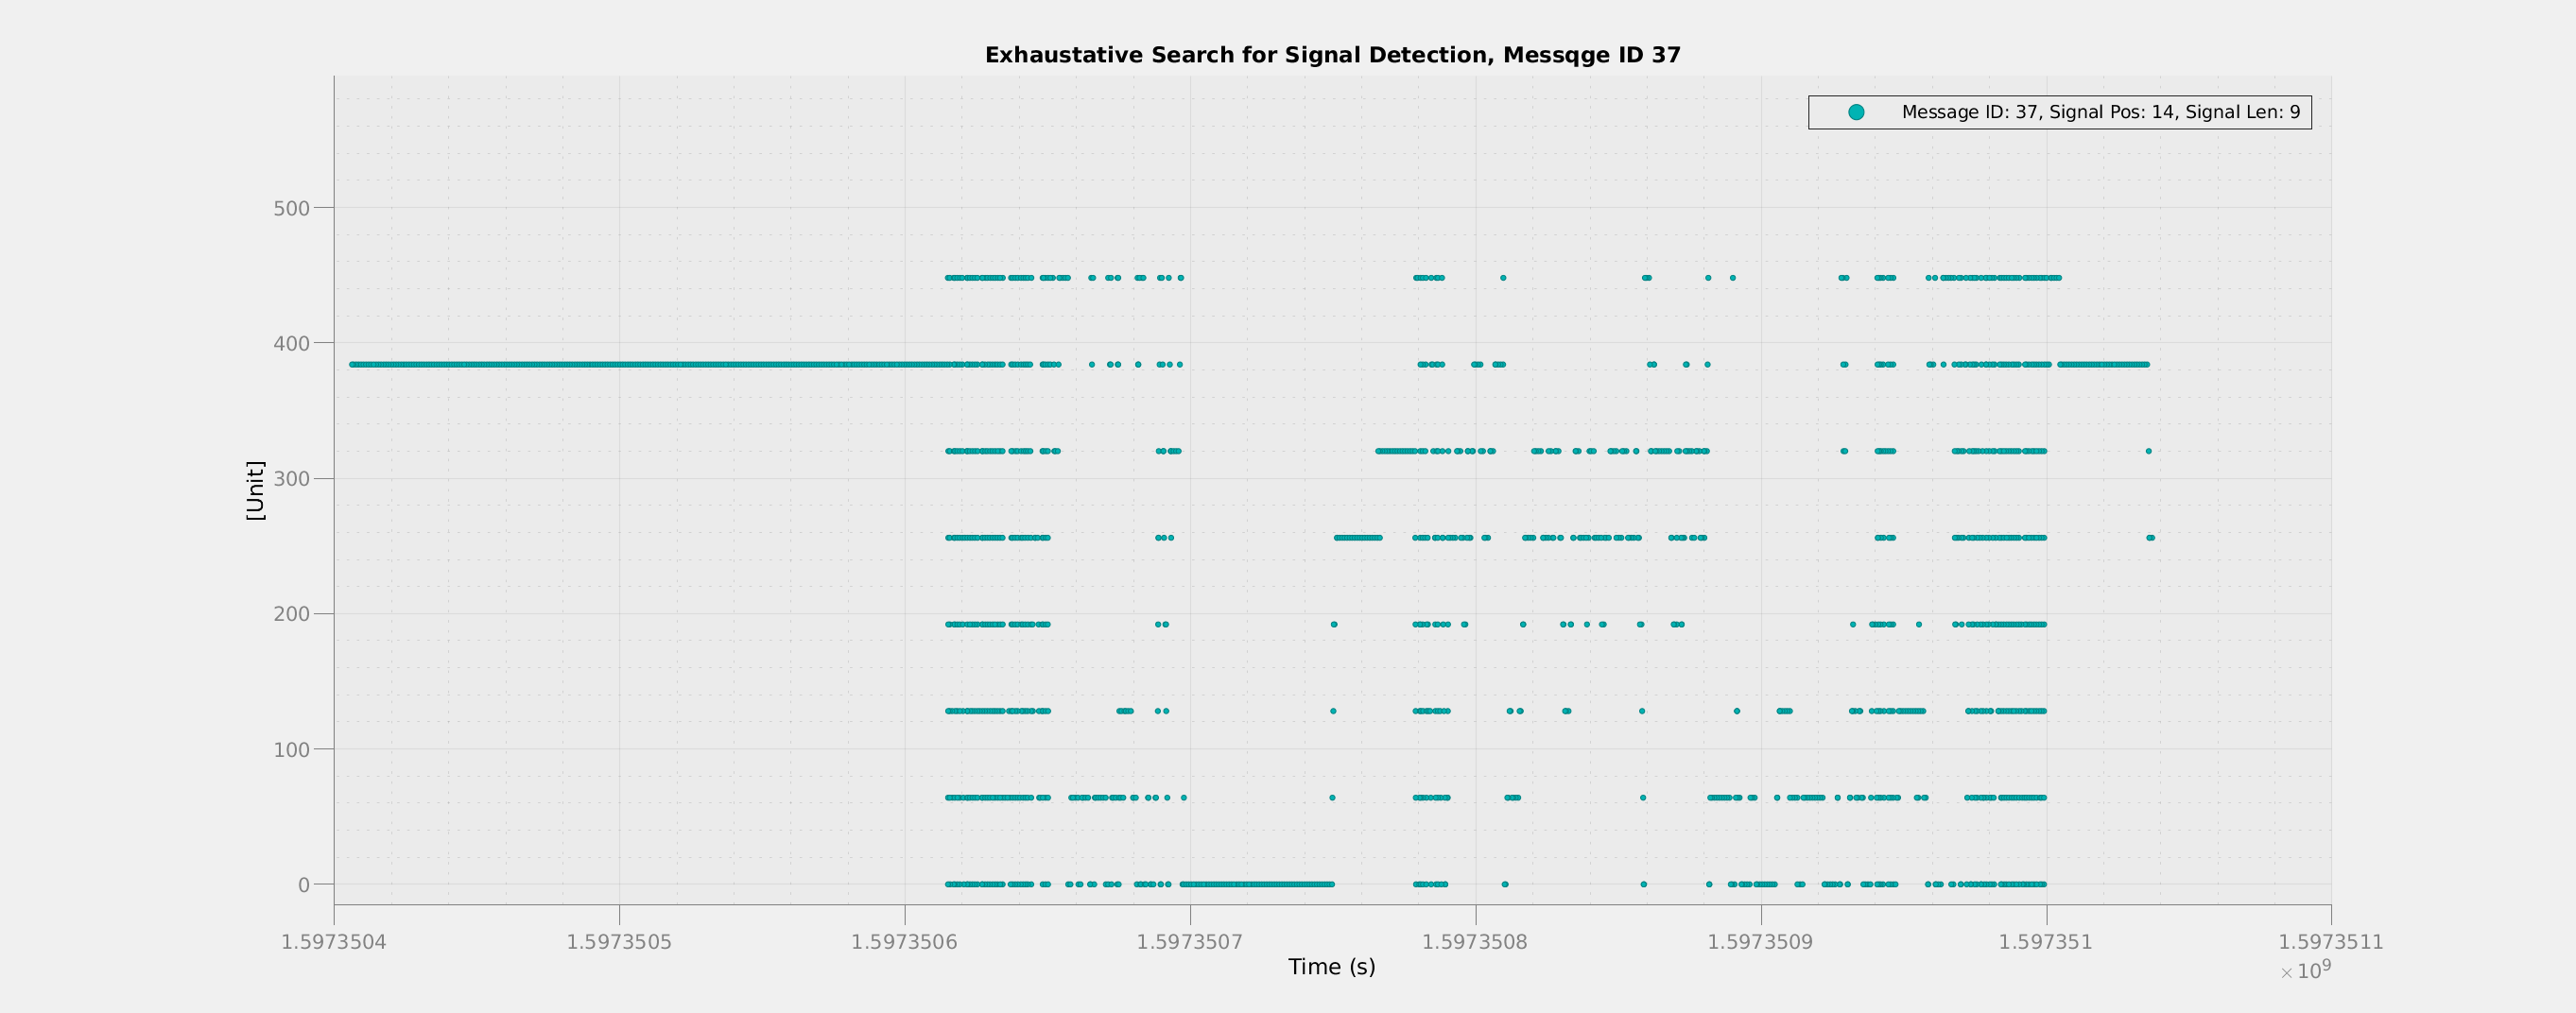 Exhaustative Search for Signal Detection, Messqge ID 37
Message ID: 37, Signal Pos: 14, Signal Len: 9
500
400
300
200
100
0
[Unit]
1.5973504 1.5973505 1.5973506 1.5973507 1.5973508 1.5973509 1.597351 1.5973511
Time (s)
× 10⁹